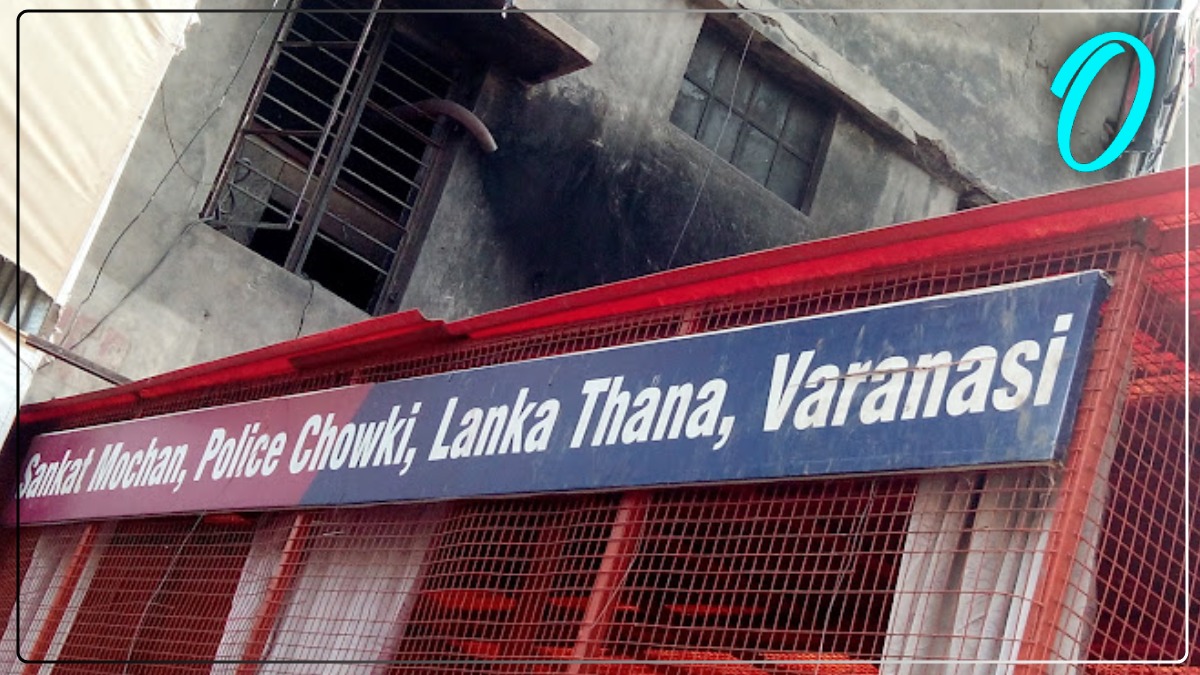 O
Sankat Mochan, Police Chowki, Lanka Thana, Varanasi